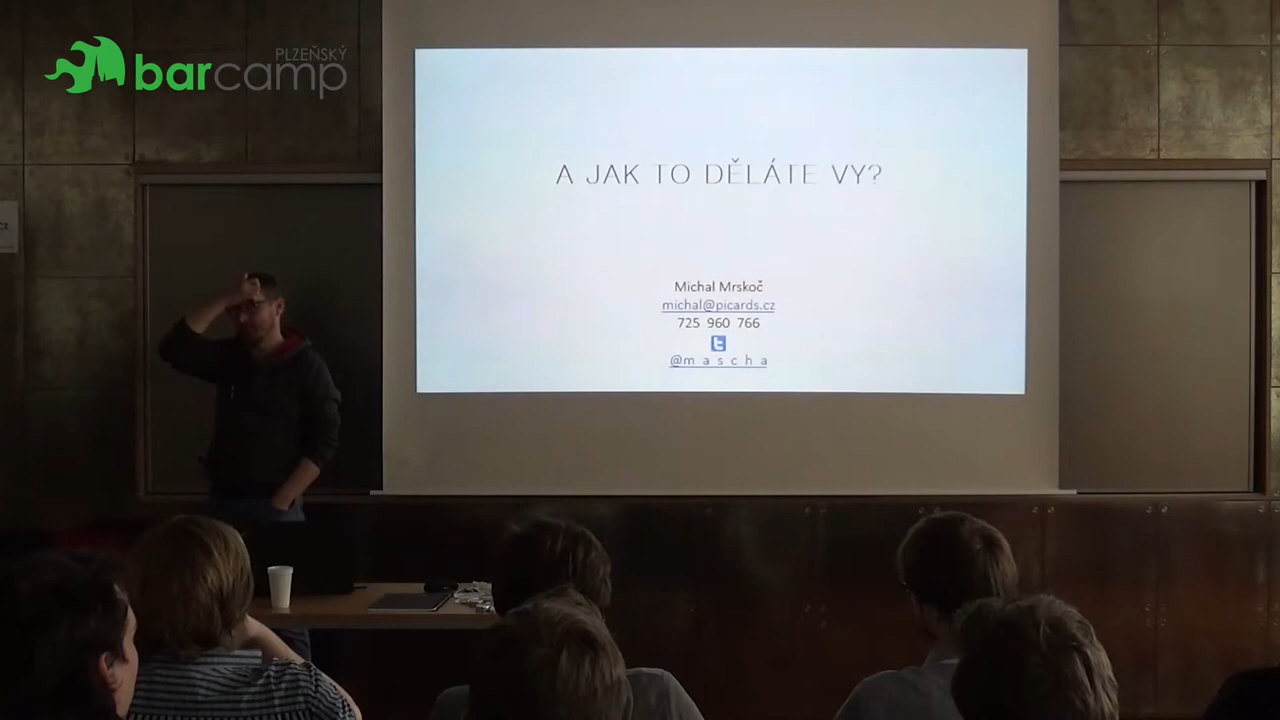 PLZEŇSKÝ
barcamp
A JAK TO DĚLÁTE VY?
Michal Mrskoč
michal@picards.cz
725 960 766
@m a s c h a